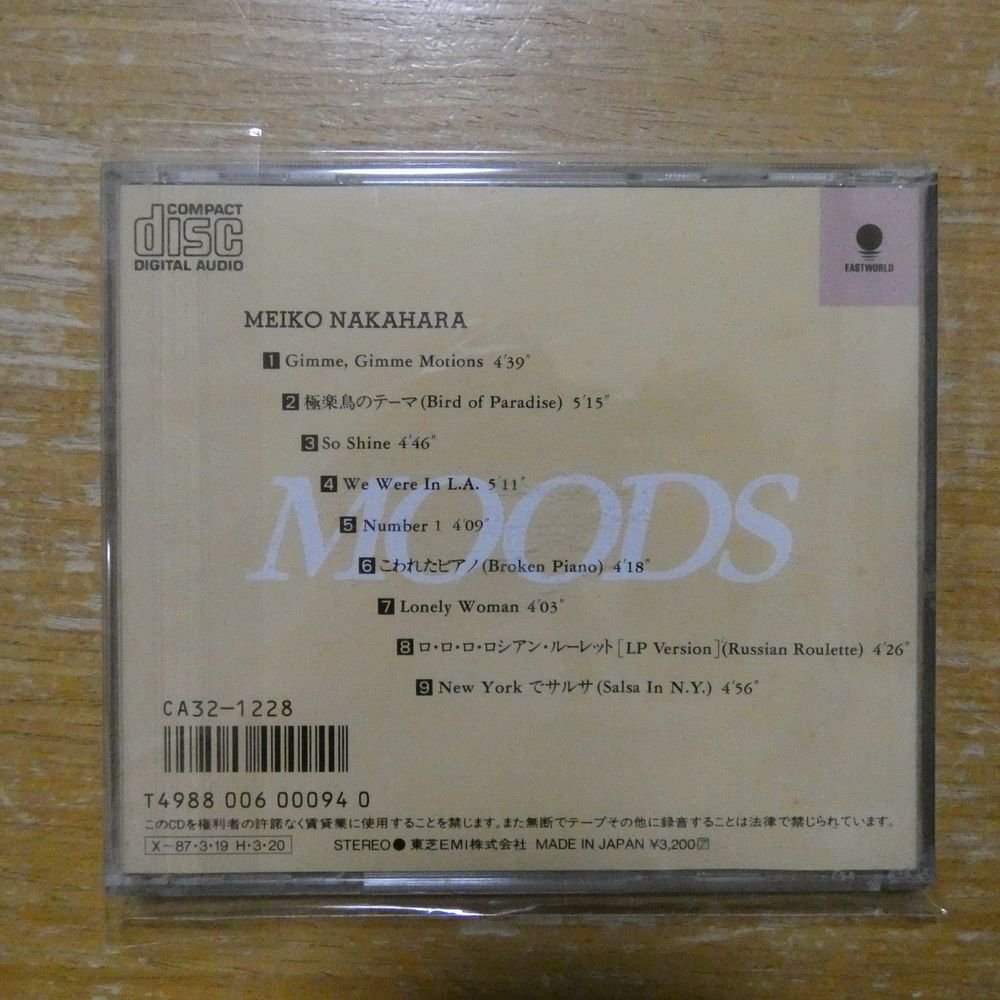 COMPACT
disc
DIGITAL AUDIO
EASTWORLD
MEIKO NAKAHARA
1 Gimme, Gimme Motions 4'39"
2 極楽鳥のテーマ(Bird of Paradise) 5'15"
3 So Shine 4'46"
4 We Were In L.A. 5'11"
5 Number 1 4'09"
6 こわれたピアノ(Broken Piano) 4'18"
7 Lonely Woman 4'03"
8 ロ・ロ・ロ・ロシアン・ルーレット[LP Version](Russian Roulette) 4'26"
9 New York でサルサ(Salsa In N.Y.) 4'56"
MOODS
CA32-1228
T4988 006 00094 0
このCDを権利者の許諾なく賃貸業に使用することを禁じます。また無断でテープその他に録音することは法律で禁じられています。
X-87・3・19 H・3・20
STEREO● 東芝EMI株式会社 MADE IN JAPAN ¥3,200